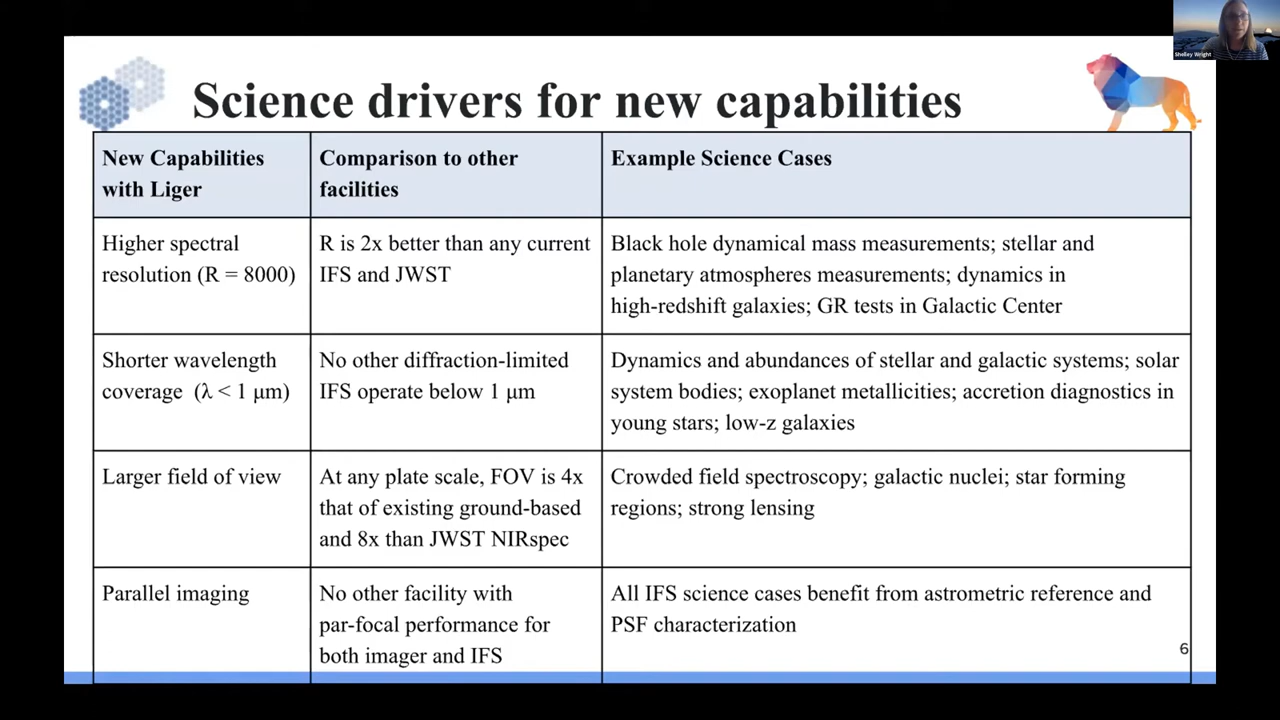 Shelley Wright
Science drivers for new capabilities
New Capabilities
with Liger
Comparison to other
facilities
Example Science Cases
Higher spectral
resolution (R = 8000)
R is 2x better than any current
IFS and JWST
Black hole dynamical mass measurements; stellar and
planetary atmospheres measurements; dynamics in
high-redshift galaxies; GR tests in Galactic Center
Shorter wavelength
coverage (λ < 1 μm)
No other diffraction-limited
IFS operate below 1 μm
Dynamics and abundances of stellar and galactic systems; solar
system bodies; exoplanet metallicities; accretion diagnostics in
young stars; low-z galaxies
Larger field of view
At any plate scale, FOV is 4x
that of existing ground-based
and 8x than JWST NIRspec
Crowded field spectroscopy; galactic nuclei; star forming
regions; strong lensing
Parallel imaging
No other facility with
par-focal performance for
both imager and IFS
All IFS science cases benefit from astrometric reference and
PSF characterization
6